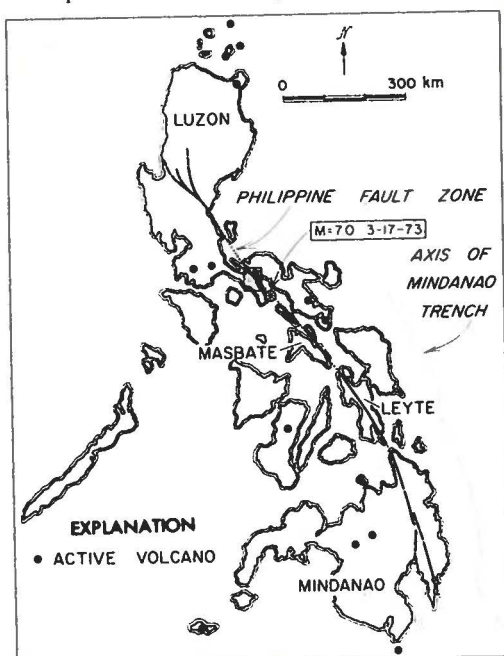 N
0 300 km
LUZON
PHILIPPINE FAULT ZONE
M=7.0 3-17-73
AXIS OF
MINDANAO
TRENCH
MASBATE
LEYTE
EXPLANATION
• ACTIVE VOLCANO
MINDANAO